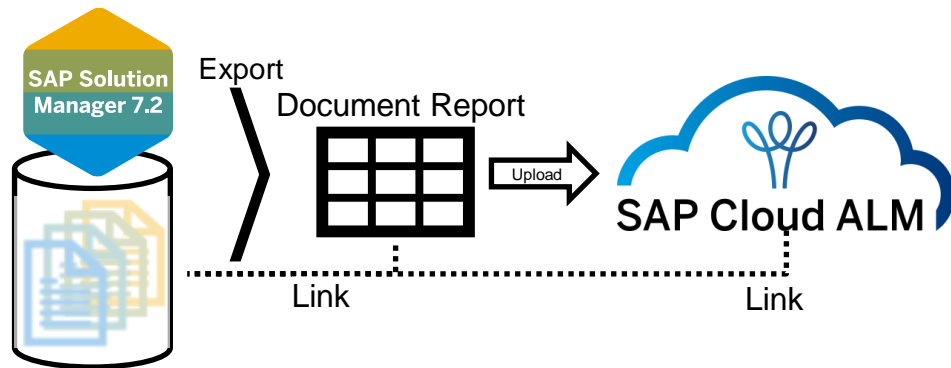 SAP Solution
Manager 7.2
Export
Document Report
Upload
SAP Cloud ALM
Link
Link